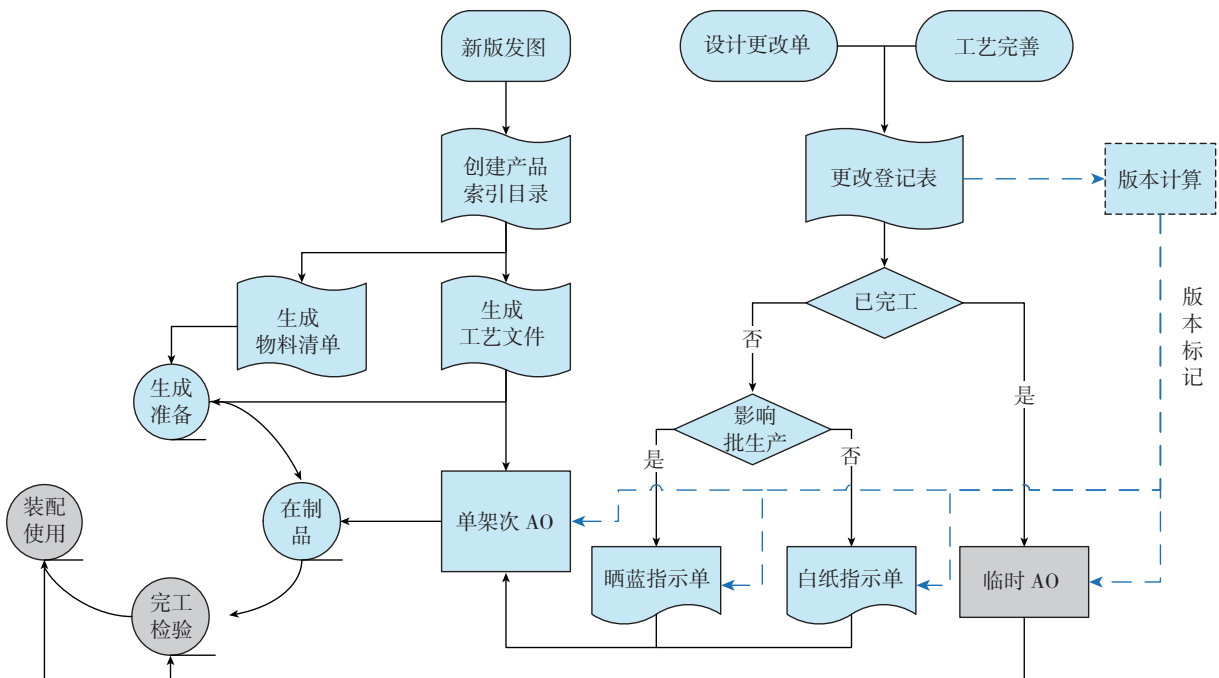 新版发图
设计更改单
工艺完善
创建产品
索引目录
更改登记表
版本计算
生成
物料清单
生成
工艺文件
已完工
版本标记
否
是
生成
准备
影响
批生产
是
否
装配
使用
在制
品
单架次 AO
晒蓝指示单
白纸指示单
临时 AO
完工
检验